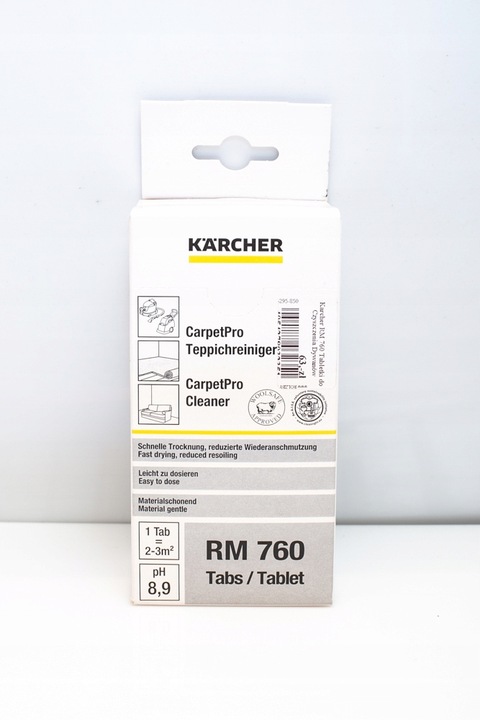 KÄRCHER
CarpetPro
Teppichreiniger
CarpetPro
Cleaner
Karcher RM 760 Tabletki do
Czyszczenia Dywanów
63,-zł
WOOLSAFE
APPROVED
Schnelle Trocknung, reduzierte Wiederanschmutzung
Fast drying, reduced resoiling
Leicht zu dosieren
Easy to dose
Materialschonend
Material gentle
1 Tab
=
2-3m²
pH
8,9
RM 760
Tabs / Tablet